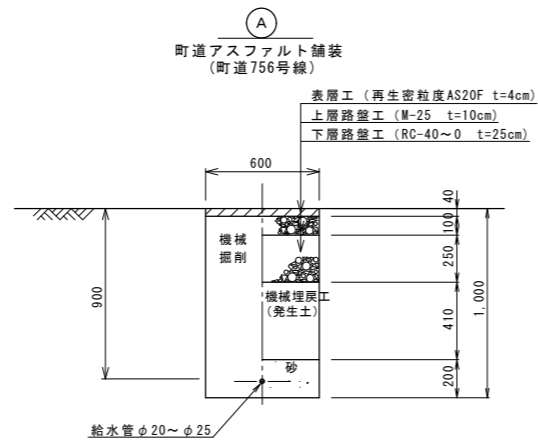 A
町道アスファルト舗装
(町道756号線)
表層工 (再生密粒度AS20F t=4cm)
上層路盤工 (M-25 t=10cm)
下層路盤工 (RC-40～0 t=25cm)
600
40
100
250
410
200
1,000
900
機械
掘削
機械埋戻工
(発生土)
砂
給水管φ20～φ25